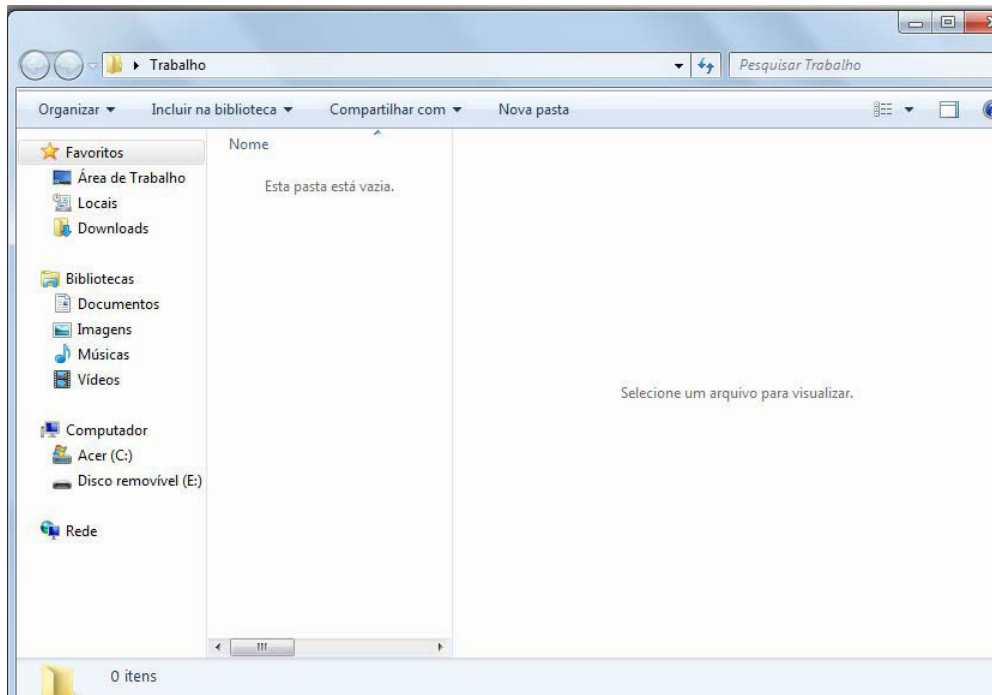 Trabalho
Pesquisar Trabalho
Organizar
Incluir na biblioteca
Compartilhar com
Nova pasta
Favoritos
Área de Trabalho
Locais
Downloads
Bibliotecas
Documentos
Imagens
Músicas
Vídeos
Computador
Acer (C:)
Disco removível (E:)
Rede
Nome
Esta pasta está vazia.
Selecione um arquivo para visualizar.
0 itens